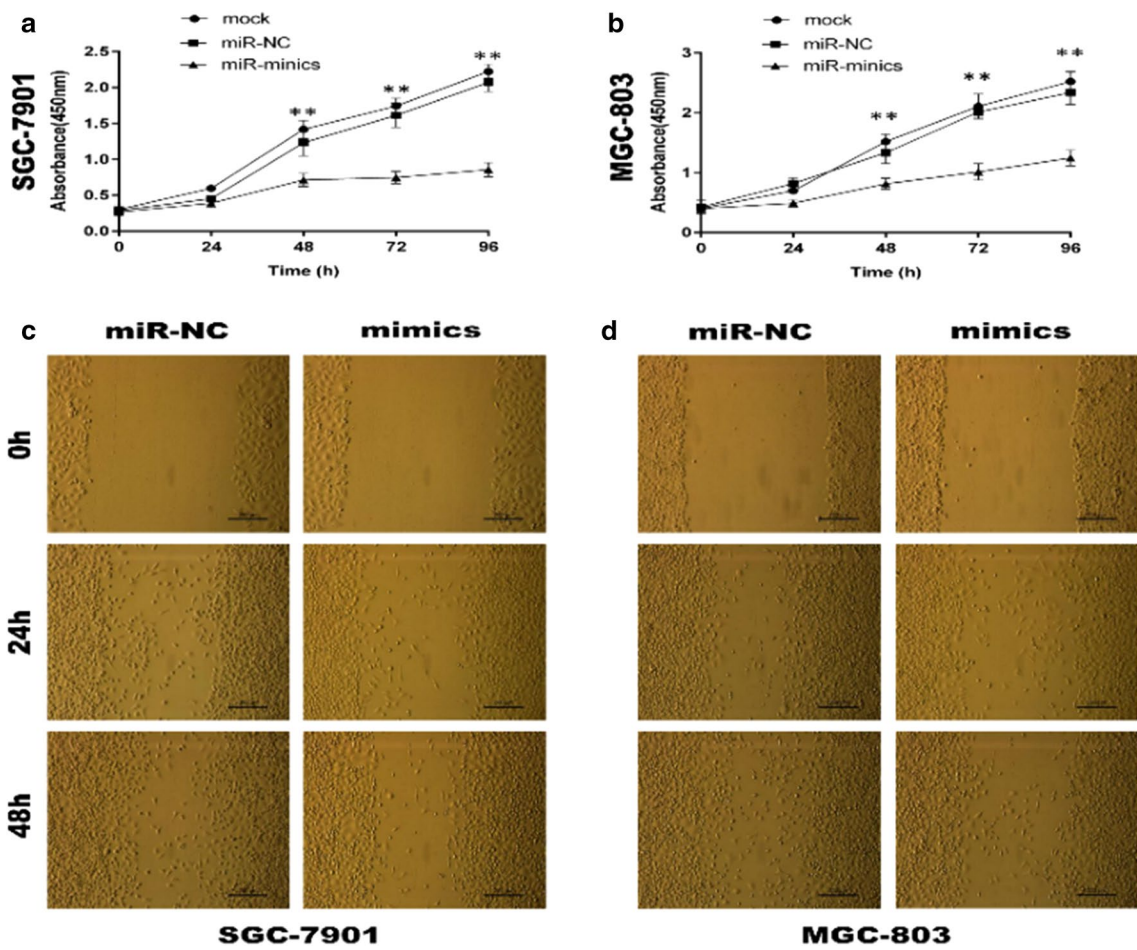 a
mock
miR-NC
miR-minics
SGC-7901
Absorbance(450nm)
2.5
2.0
1.5
1.0
0.5
0.0
** ** **
0 24 48 72 96
Time (h)
b
mock
miR-NC
miR-minics
MGC-803
Absorbance(450nm)
3
2
1
0
** ** **
0 24 48 72 96
Time (h)
c
miR-NC mimics
d
miR-NC mimics
0h
24h
48h
SGC-7901
MGC-803